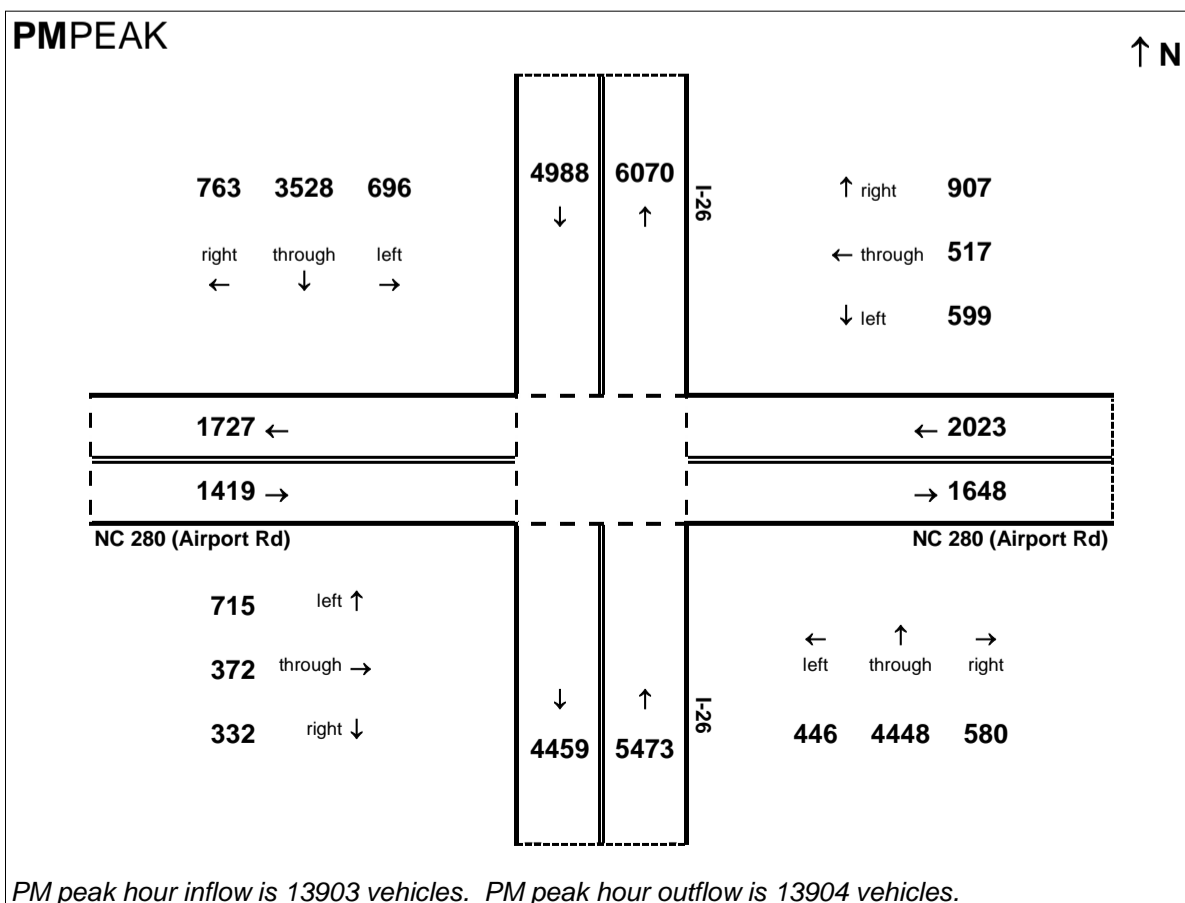 PMPEAK
↑ N
763 3528 696
right through left
← ↓ →
4988 6070
↓ ↑
I-26
↑ right 907
← through 517
↓ left 599
1727 ←
← 2023
1419 →
→ 1648
NC 280 (Airport Rd)
NC 280 (Airport Rd)
715 left ↑
372 through →
332 right ↓
↓ ↑
4459 5473
I-26
← ↑ →
left through right
446 4448 580
PM peak hour inflow is 13903 vehicles. PM peak hour outflow is 13904 vehicles.